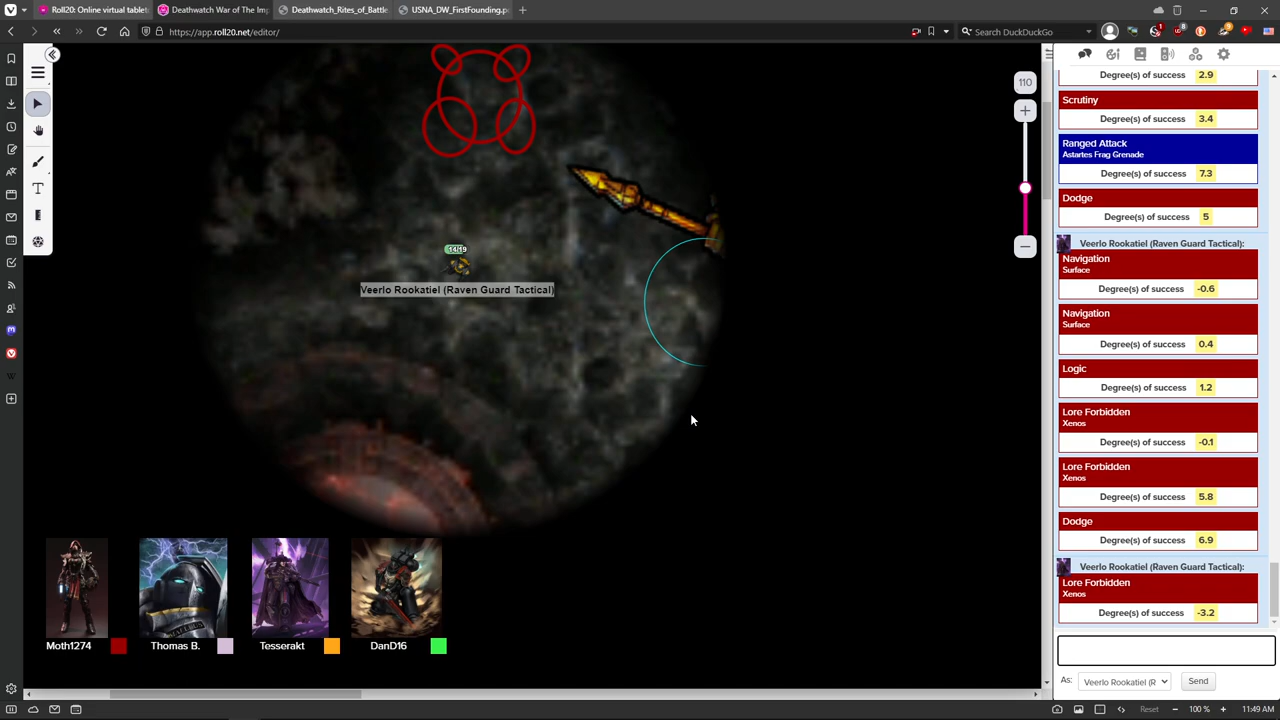 Roll20: Online virtual tablet
Deathwatch War of The Imp
Deathwatch_Rites_of_Battle
USNA_DW_FirstFounding.p
https://app.roll20.net/editor/
Search DuckDuckGo
110
Veerlo Rookatiel (Raven Guard Tactical)
Moth1274
Thomas B.
Tesserakt
DanD16
Degree(s) of success 2.9
Scrutiny
Degree(s) of success 3.4
Ranged Attack
Astartes Frag Grenade
Degree(s) of success 7.3
Dodge
Degree(s) of success 5
Veerlo Rookatiel (Raven Guard Tactical):
Navigation
Surface
Degree(s) of success -0.6
Navigation
Surface
Degree(s) of success 0.4
Logic
Degree(s) of success 1.2
Lore Forbidden
Xenos
Degree(s) of success -0.1
Lore Forbidden
Xenos
Degree(s) of success 5.8
Dodge
Degree(s) of success 6.9
Veerlo Rookatiel (Raven Guard Tactical):
Lore Forbidden
Xenos
Degree(s) of success -3.2
As: Veerlo Rookatiel (R
Send
Reset
100 %
11:49 AM